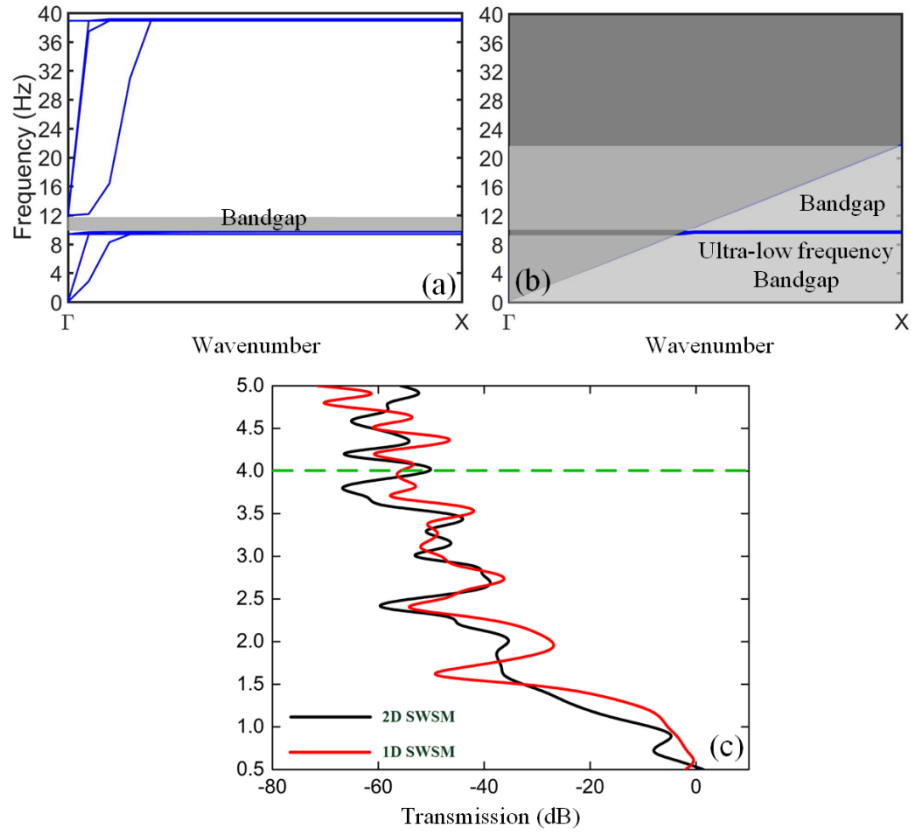 40
36
32
28
24
20
16
12
8
4
0
Frequency (Hz)
Bandgap
(a)
Γ
X
Wavenumber
40
36
32
28
24
20
16
12
8
4
0
Bandgap
Ultra-low frequency
Bandgap
(b)
Γ
X
Wavenumber
5.0
4.5
4.0
3.5
3.0
2.5
2.0
1.5
1.0
0.5
2D SWSM
1D SWSM
(c)
-80
-60
-40
-20
0
Transmission (dB)